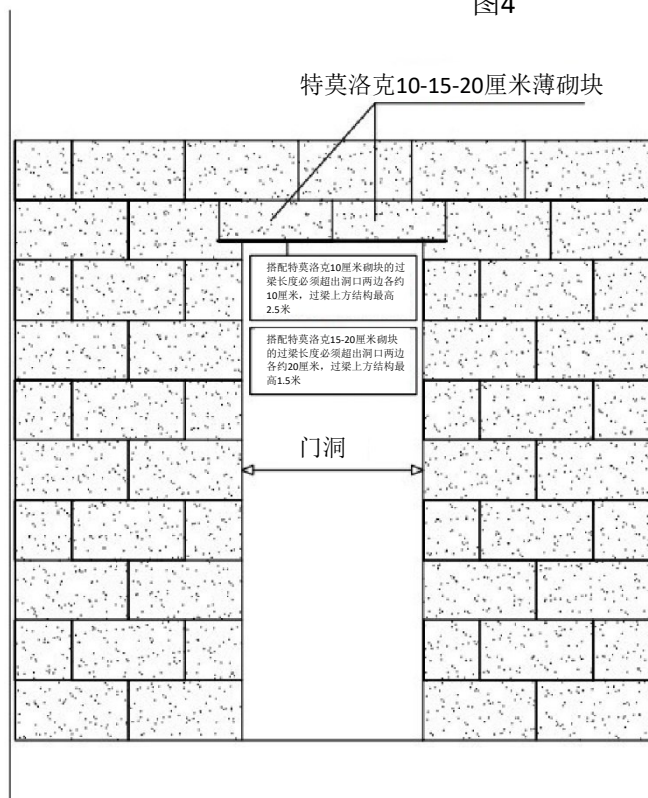 图4
特莫洛克10-15-20厘米薄砌块
搭配特莫洛克10厘米砌块的过
梁长度必须超出洞口两边各约
10厘米，过梁上方结构最高
2.5米
搭配特莫洛克15-20厘米砌块
的过梁长度必须超出洞口两边
各约20厘米，过梁上方结构最
高1.5米
门洞